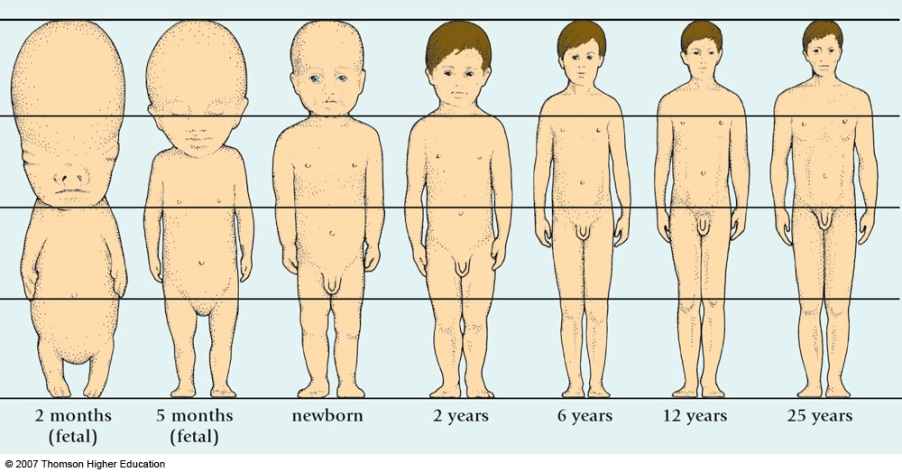 2 months
(fetal)
5 months
(fetal)
newborn
2 years
6 years
12 years
25 years
© 2007 Thomson Higher Education